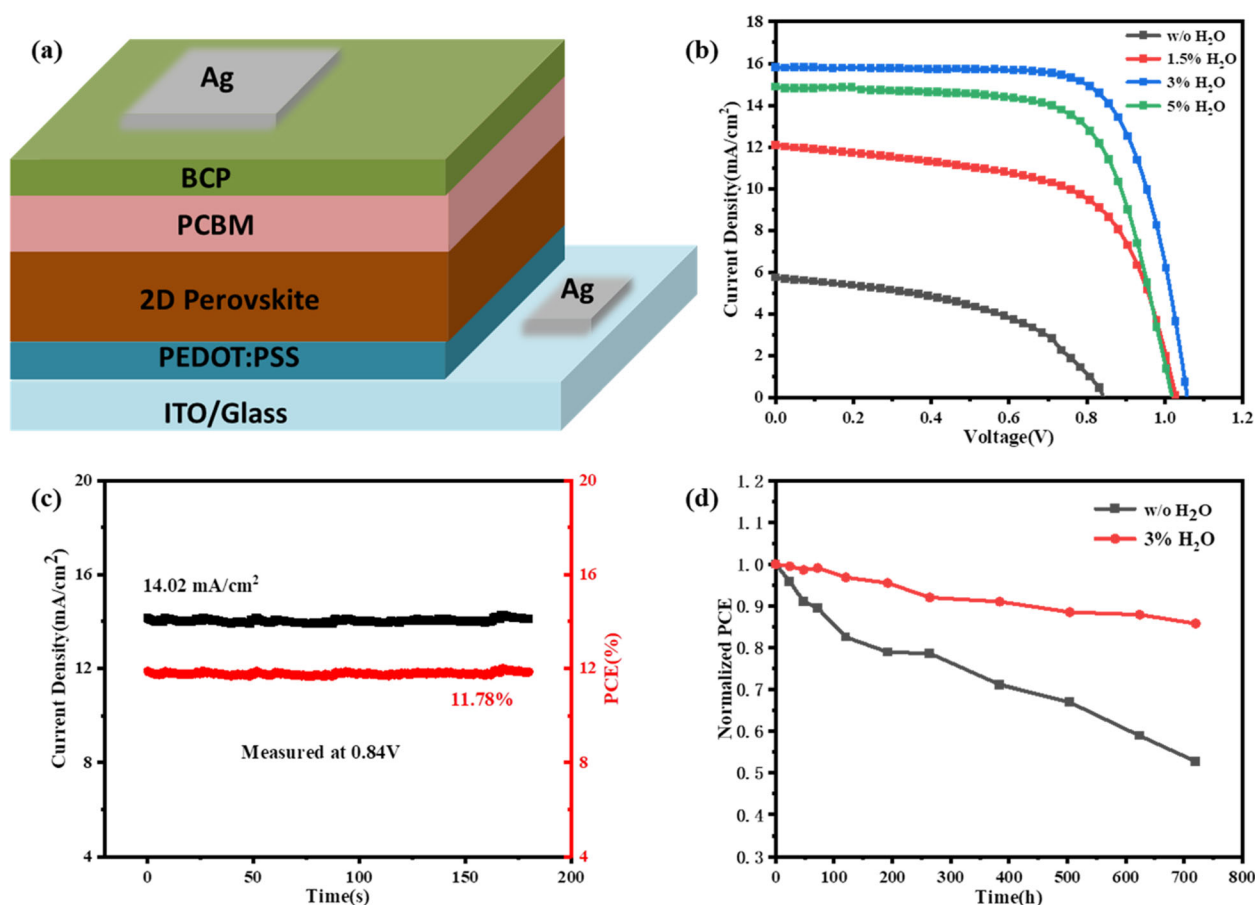 (a)
Ag
BCP
PCBM
2D Perovskite
PEDOT:PSS
ITO/Glass
Ag
(b)
18
16
14
12
10
8
6
4
2
0
Current Density(mA/cm²)
0.0 0.2 0.4 0.6 0.8 1.0 1.2
Voltage(V)
w/o H₂O
1.5% H₂O
3% H₂O
5% H₂O
(c)
20
16
12
8
4
Current Density(mA/cm²)
14.02 mA/cm²
11.78%
Measured at 0.84V
20
16
12
8
4
PCE(%)
0 50 100 150 200
Time(s)
(d)
1.2
1.1
1.0
0.9
0.8
0.7
0.6
0.5
0.4
0.3
Normalized PCE
w/o H₂O
3% H₂O
0 100 200 300 400 500 600 700 800
Time(h)